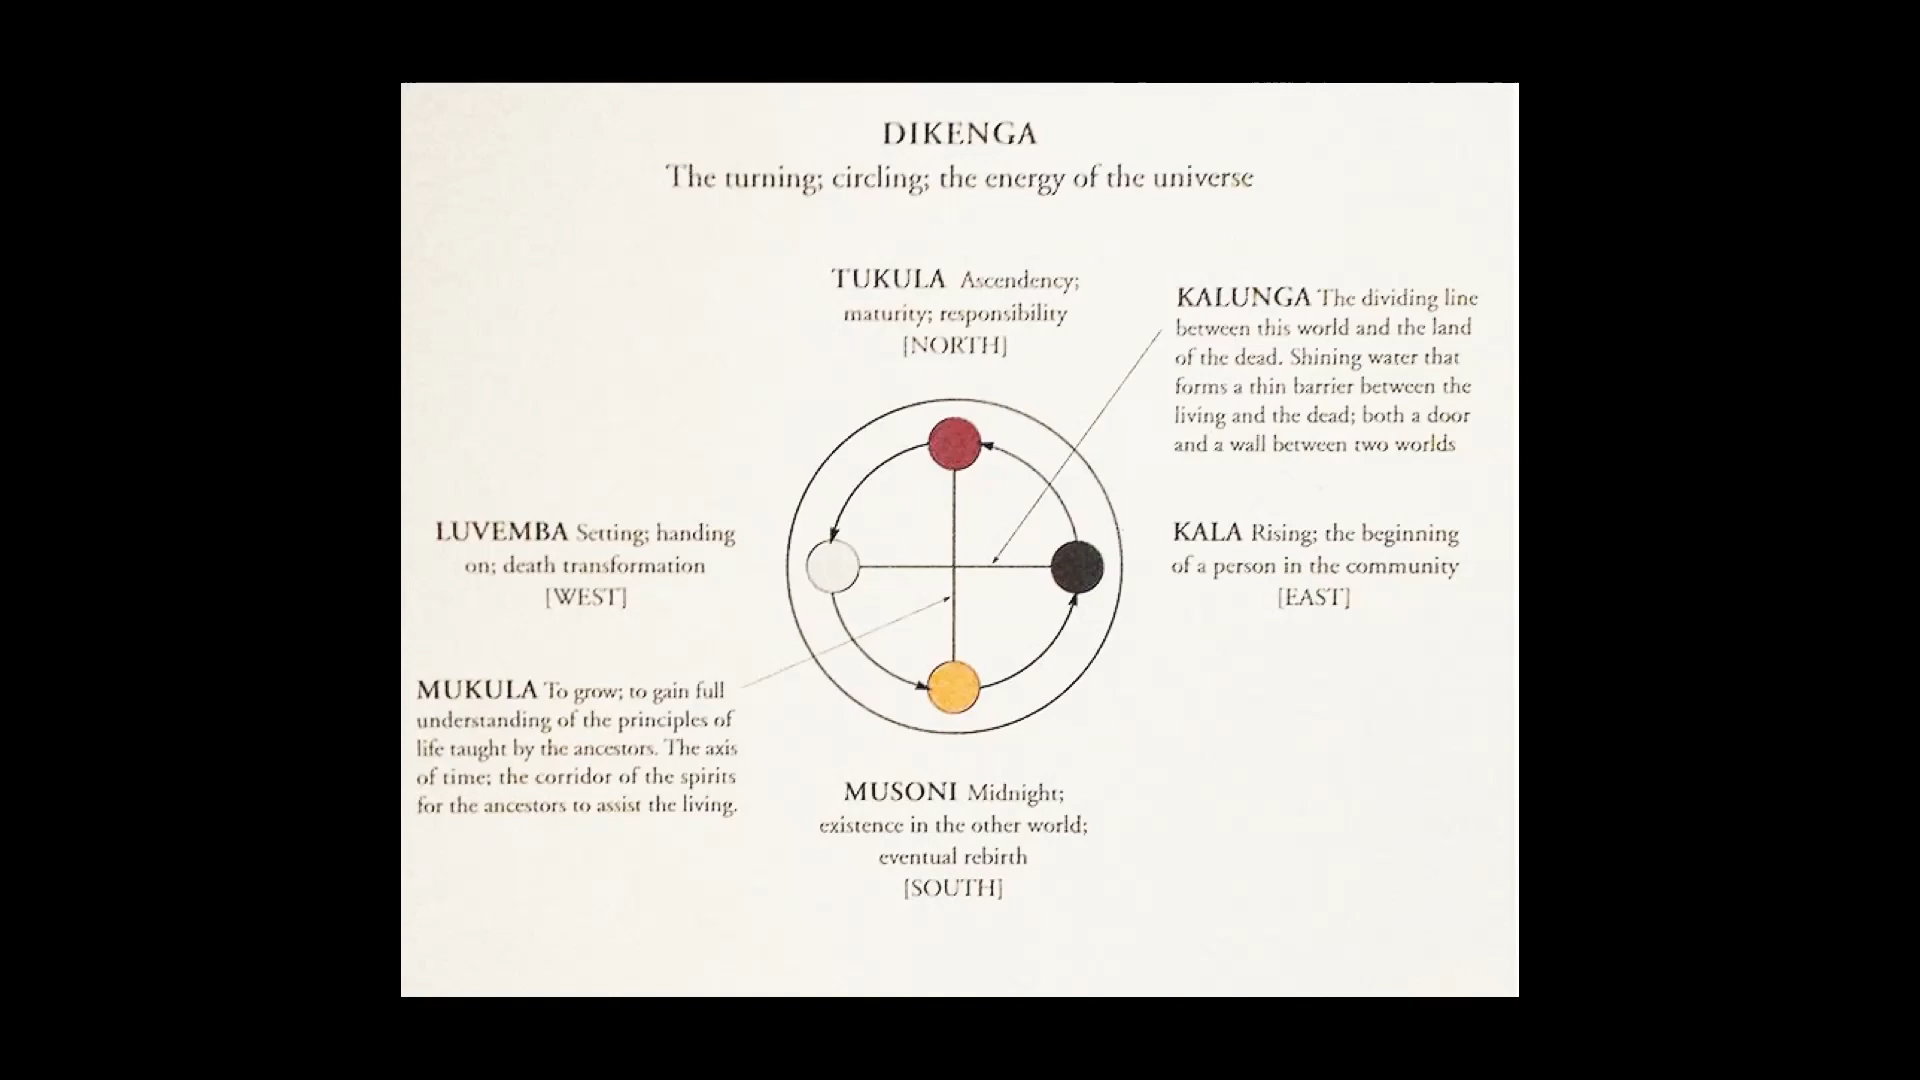 DIKENGA
The turning; circling; the energy of the universe
TUKULA Ascendency;
maturity; responsibility
[NORTH]
KALUNGA The dividing line
between this world and the land
of the dead. Shining water that
forms a thin barrier between the
living and the dead; both a door
and a wall between two worlds
LUVEMBA Setting; handing
on; death transformation
[WEST]
KALA Rising; the beginning
of a person in the community
[EAST]
MUKULA To grow; to gain full
understanding of the principles of
life taught by the ancestors. The axis
of time; the corridor of the spirits
for the ancestors to assist the living.
MUSONI Midnight;
existence in the other world;
eventual rebirth
[SOUTH]